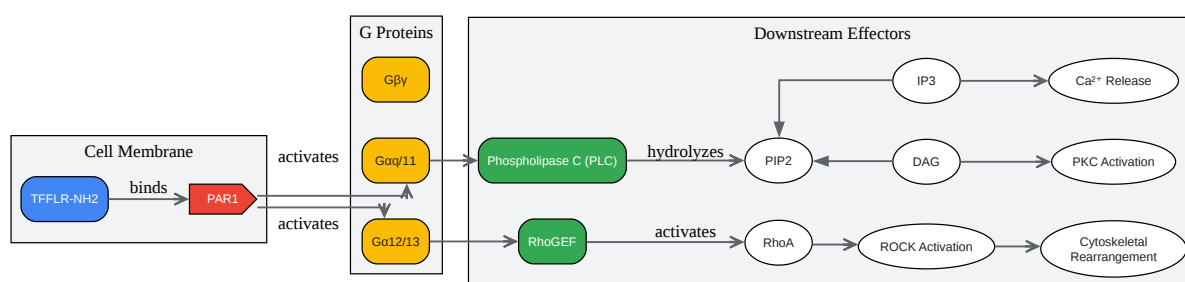 G Proteins
Downstream Effectors
Gβγ
IP3
Ca²⁺ Release
Cell Membrane
activates
Gαq/11
Phospholipase C (PLC)
hydrolyzes
PIP2
DAG
PKC Activation
TFFLR-NH2
binds
PAR1
activates
Gα12/13
RhoGEF
activates
RhoA
ROCK Activation
Cytoskeletal
Rearrangement